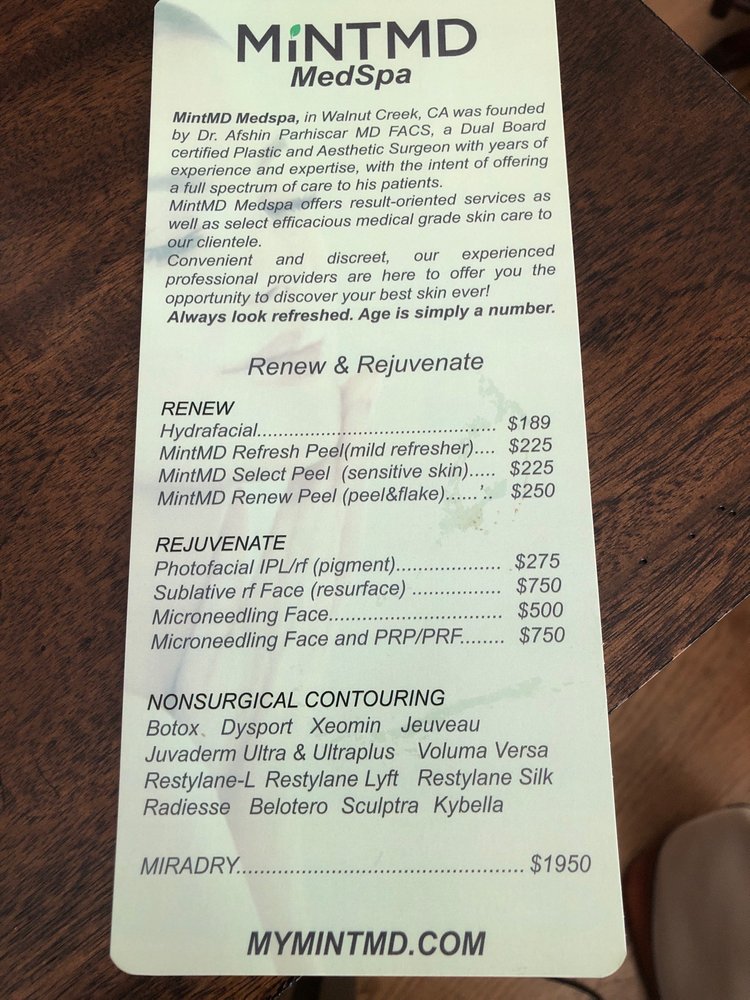 MiNTMD
MedSpa
MintMD Medspa, in Walnut Creek, CA was founded
by Dr. Afshin Parhiscar MD FACS, a Dual Board
certified Plastic and Aesthetic Surgeon with years of
experience and expertise, with the intent of offering
a full spectrum of care to his patients.
MintMD Medspa offers result-oriented services as
well as select efficacious medical grade skin care to
our clientele.
Convenient and discreet, our experienced
professional providers are here to offer you the
opportunity to discover your best skin ever!
Always look refreshed. Age is simply a number.
Renew & Rejuvenate
RENEW
Hydrafacial............................................. $189
MintMD Refresh Peel(mild refresher).... $225
MintMD Select Peel (sensitive skin)..... $225
MintMD Renew Peel (peel&flake)......'.. $250
REJUVENATE
Photofacial IPL/rf (pigment).................... $275
Sublative rf Face (resurface) ................. $750
Microneedling Face................................. $500
Microneedling Face and PRP/PRF........ $750
NONSURGICAL CONTOURING
Botox Dysport Xeomin Jeuveau
Juvaderm Ultra & Ultraplus Voluma Versa
Restylane-L Restylane Lyft Restylane Silk
Radiesse Belotero Sculptra Kybella
MIRADRY................................................ $1950
MYMINTMD.COM